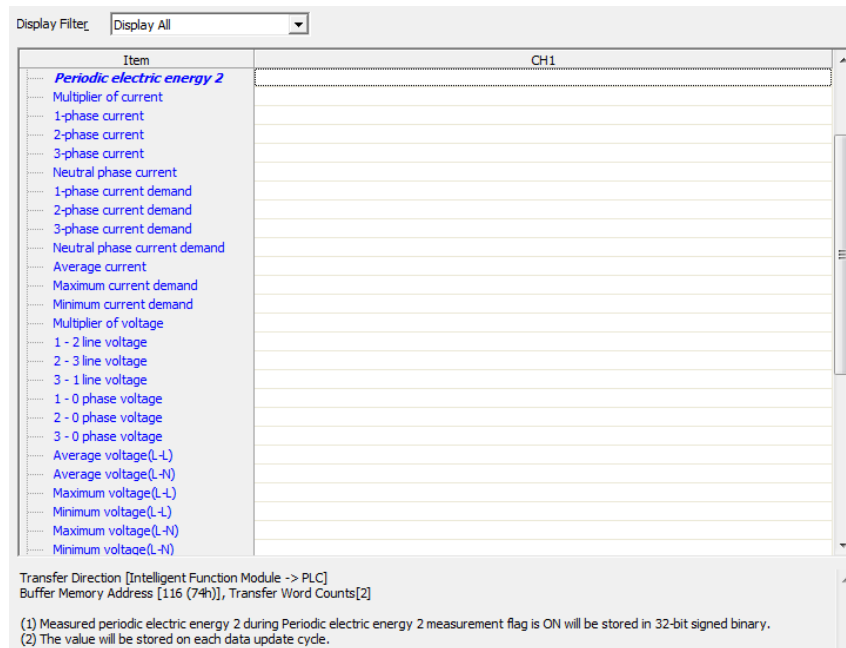 Display Filter Display All
Item CH1
Periodic electric energy 2
Multiplier of current
1-phase current
2-phase current
3-phase current
Neutral phase current
1-phase current demand
2-phase current demand
3-phase current demand
Neutral phase current demand
Average current
Maximum current demand
Minimum current demand
Multiplier of voltage
1 - 2 line voltage
2 - 3 line voltage
3 - 1 line voltage
1 - 0 phase voltage
2 - 0 phase voltage
3 - 0 phase voltage
Average voltage(L-L)
Average voltage(L-N)
Maximum voltage(L-L)
Minimum voltage(L-L)
Maximum voltage(L-N)
Minimum voltage(L-N)
Transfer Direction [Intelligent Function Module -> PLC]
Buffer Memory Address [116 (74h)], Transfer Word Counts[2]
(1) Measured periodic electric energy 2 during Periodic electric energy 2 measurement flag is ON will be stored in 32-bit signed binary.
(2) The value will be stored on each data update cycle.